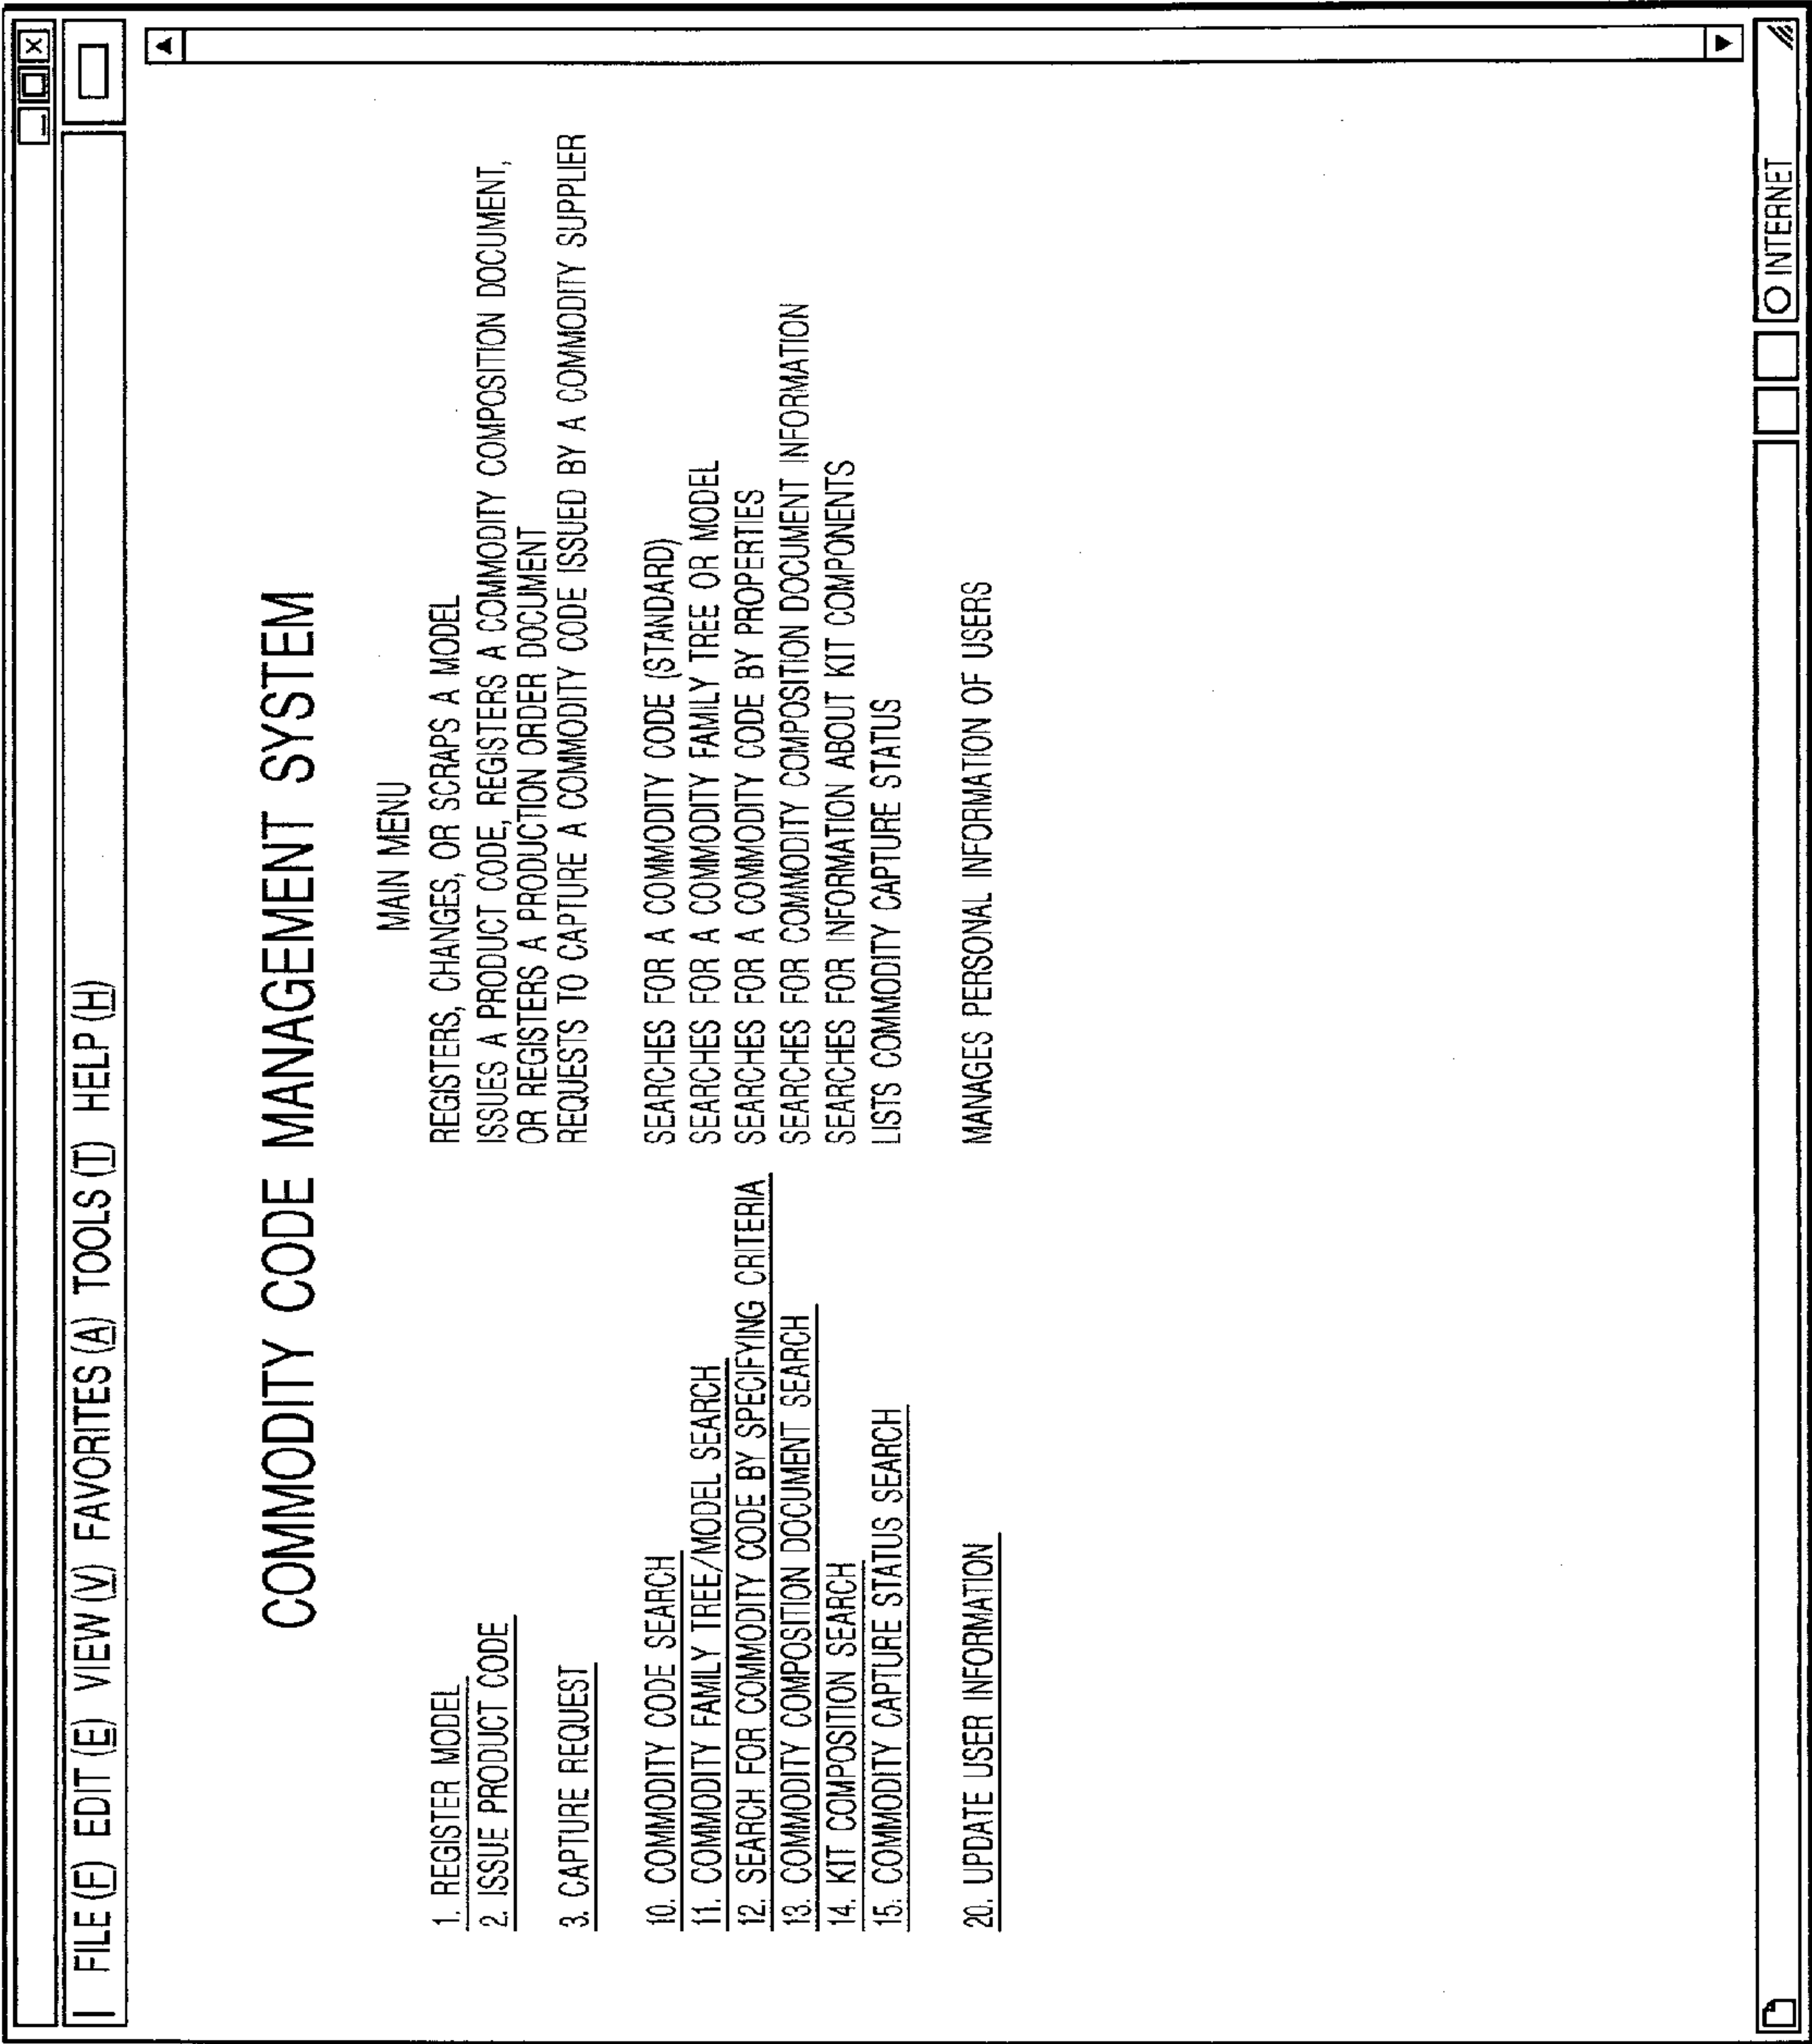 FILE (F) EDIT (E) VIEW (V) FAVORITES (A) TOOLS (T) HELP (H)
COMMODITY CODE MANAGEMENT SYSTEM
MAIN MENU
1. REGISTER MODEL REGISTERS, CHANGES, OR SCRAPS A MODEL
2. ISSUE PRODUCT CODE ISSUES A PRODUCT CODE, REGISTERS A COMMODITY COMPOSITION DOCUMENT,
OR REGISTERS A PRODUCTION ORDER DOCUMENT
3. CAPTURE REQUEST REQUESTS TO CAPTURE A COMMODITY CODE ISSUED BY A COMMODITY SUPPLIER
10. COMMODITY CODE SEARCH SEARCHES FOR A COMMODITY CODE (STANDARD)
11. COMMODITY FAMILY TREE/MODEL SEARCH SEARCHES FOR A COMMODITY FAMILY TREE OR MODEL
12. SEARCH FOR COMMODITY CODE BY SPECIFYING CRITERIA SEARCHES FOR A COMMODITY CODE BY PROPERTIES
13. COMMODITY COMPOSITION DOCUMENT SEARCH SEARCHES FOR COMMODITY COMPOSITION DOCUMENT INFORMATION
14. KIT COMPOSITION SEARCH SEARCHES FOR INFORMATION ABOUT KIT COMPONENTS
15. COMMODITY CAPTURE STATUS SEARCH LISTS COMMODITY CAPTURE STATUS
20. UPDATE USER INFORMATION MANAGES PERSONAL INFORMATION OF USERS
INTERNET